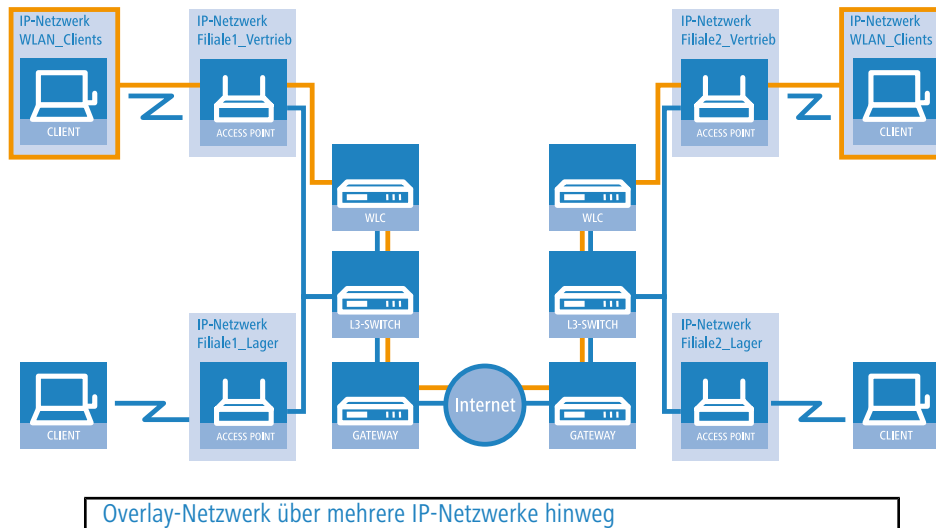 IP-Netzwerk
WLAN_Clients
CLIENT
IP-Netzwerk
Filiale1_Vertrieb
ACCESS POINT
IP-Netzwerk
Filiale2_Vertrieb
ACCESS POINT
IP-Netzwerk
WLAN_Clients
CLIENT
WLC
WLC
L3-SWITCH
L3-SWITCH
IP-Netzwerk
Filiale1_Lager
IP-Netzwerk
Filiale2_Lager
CLIENT
ACCESS POINT
GATEWAY
Internet
GATEWAY
ACCESS POINT
CLIENT
Overlay-Netzwerk über mehrere IP-Netzwerke hinweg